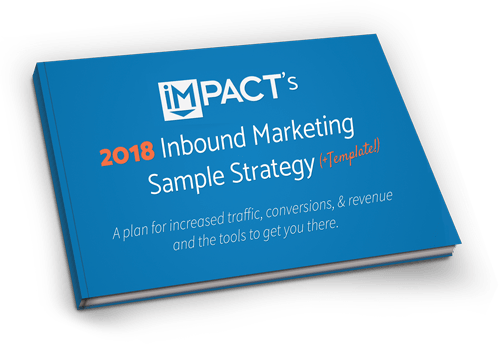 iMPACT's
2018 Inbound Marketing
Sample Strategy (+Template!)
A plan for increased traffic, conversions, & revenue
and the tools to get you there.